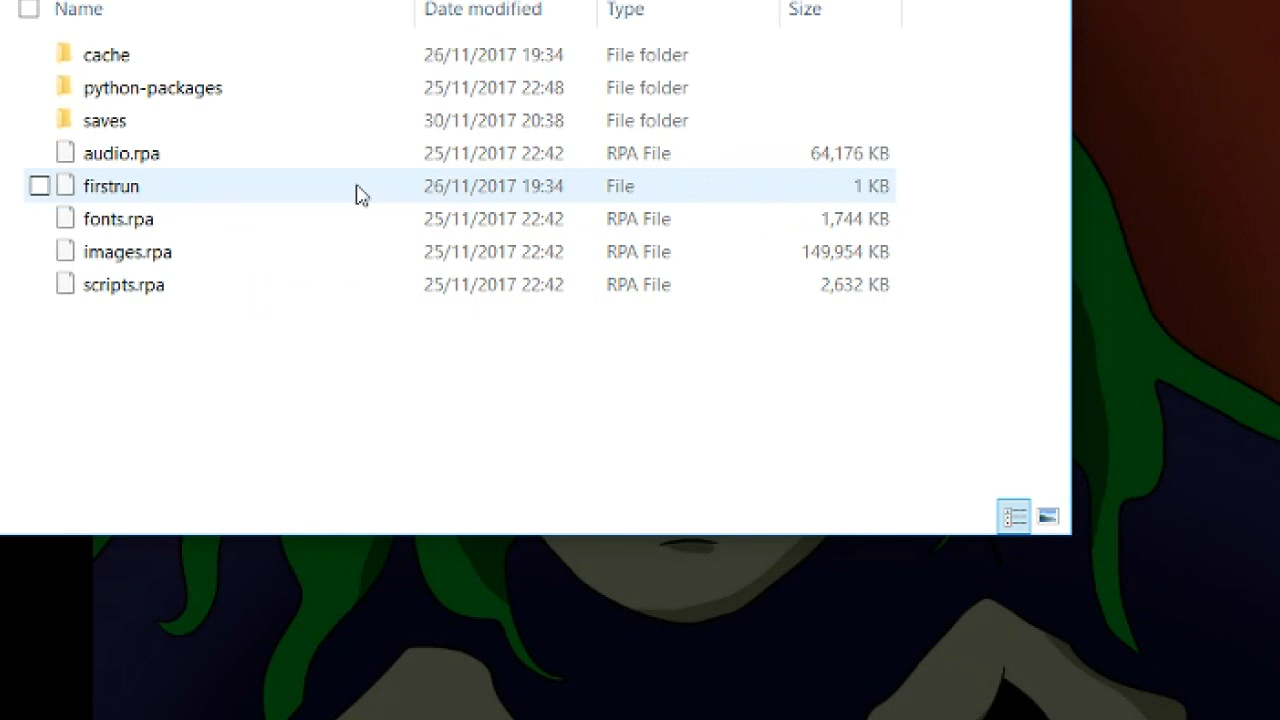 Name Date modified Type Size
cache 26/11/2017 19:34 File folder
python-packages 25/11/2017 22:48 File folder
saves 30/11/2017 20:38 File folder
audio.rpa 25/11/2017 22:42 RPA File 64,176 KB
firstrun 26/11/2017 19:34 File 1 KB
fonts.rpa 25/11/2017 22:42 RPA File 1,744 KB
images.rpa 25/11/2017 22:42 RPA File 149,954 KB
scripts.rpa 25/11/2017 22:42 RPA File 2,632 KB